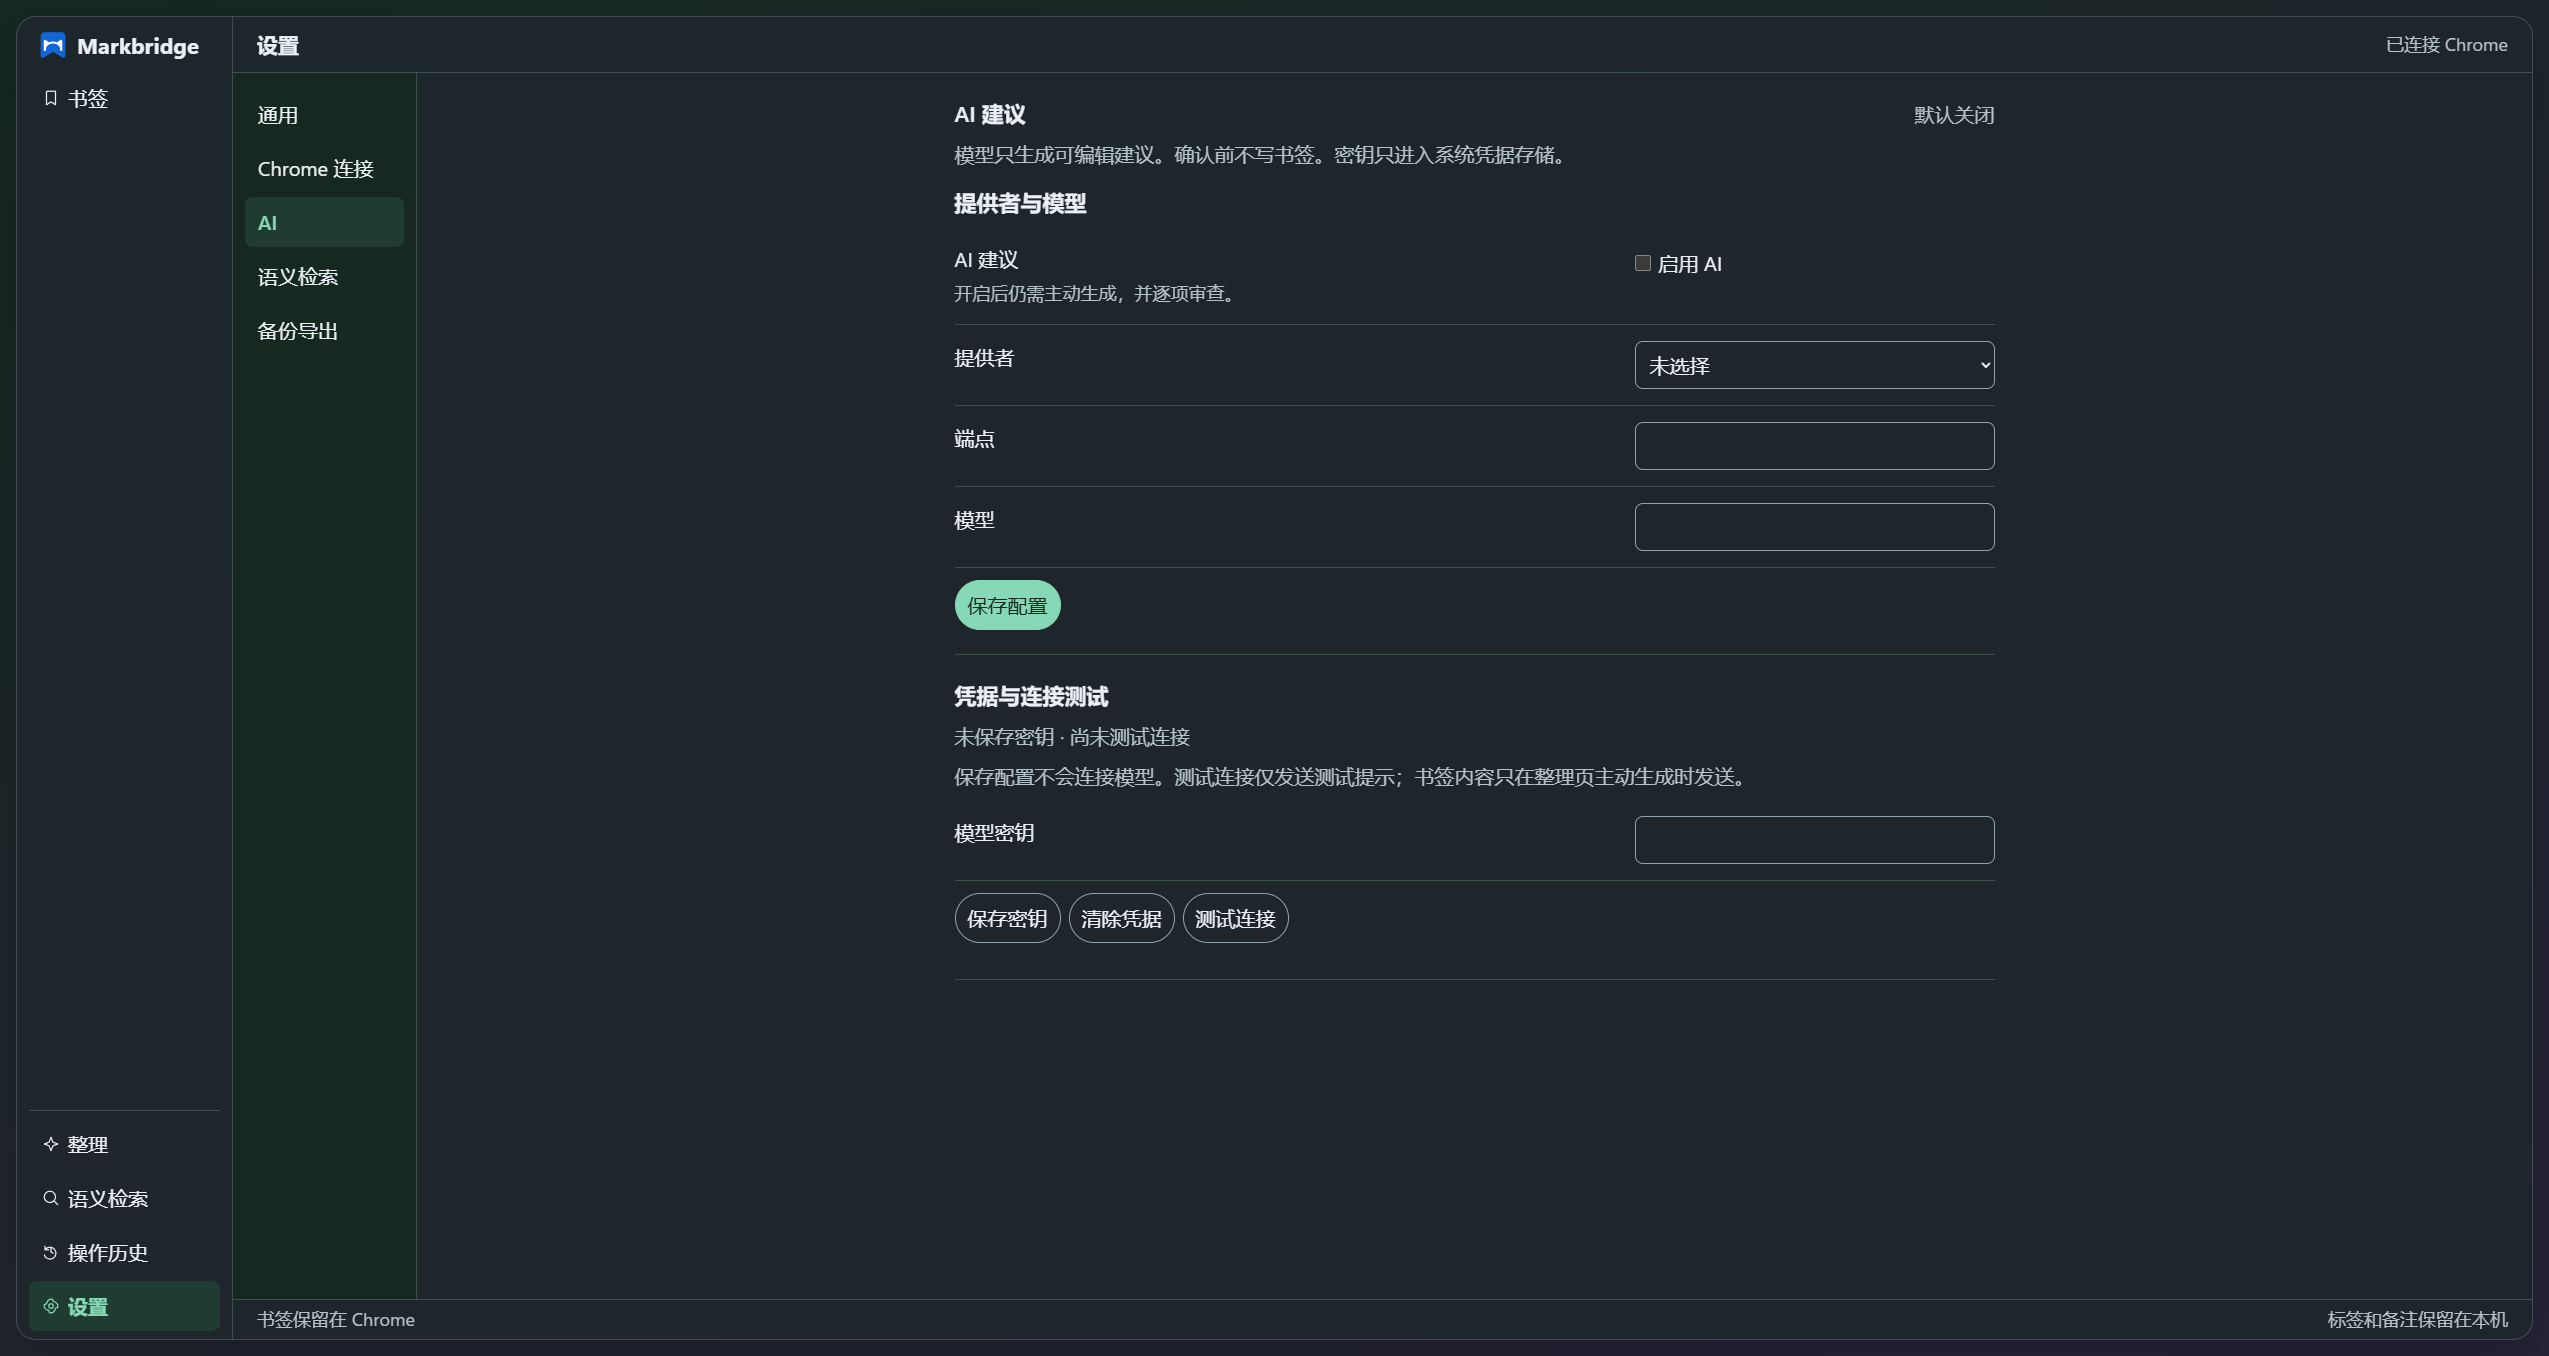 Markbridge
书签
整理
语义检索
操作历史
设置
设置
已连接 Chrome
通用
Chrome 连接
AI
语义检索
备份导出
AI 建议
默认关闭
模型只生成可编辑建议。确认前不写书签。密钥只进入系统凭据存储。
提供者与模型
AI 建议
启用 AI
开启后仍需主动生成，并逐项审查。
提供者
未选择
端点
模型
保存配置
凭据与连接测试
未保存密钥 · 尚未测试连接
保存配置不会连接模型。测试连接仅发送测试提示；书签内容只在整理页主动生成时发送。
模型密钥
保存密钥
清除凭据
测试连接
书签保留在 Chrome
标签和备注保留在本机